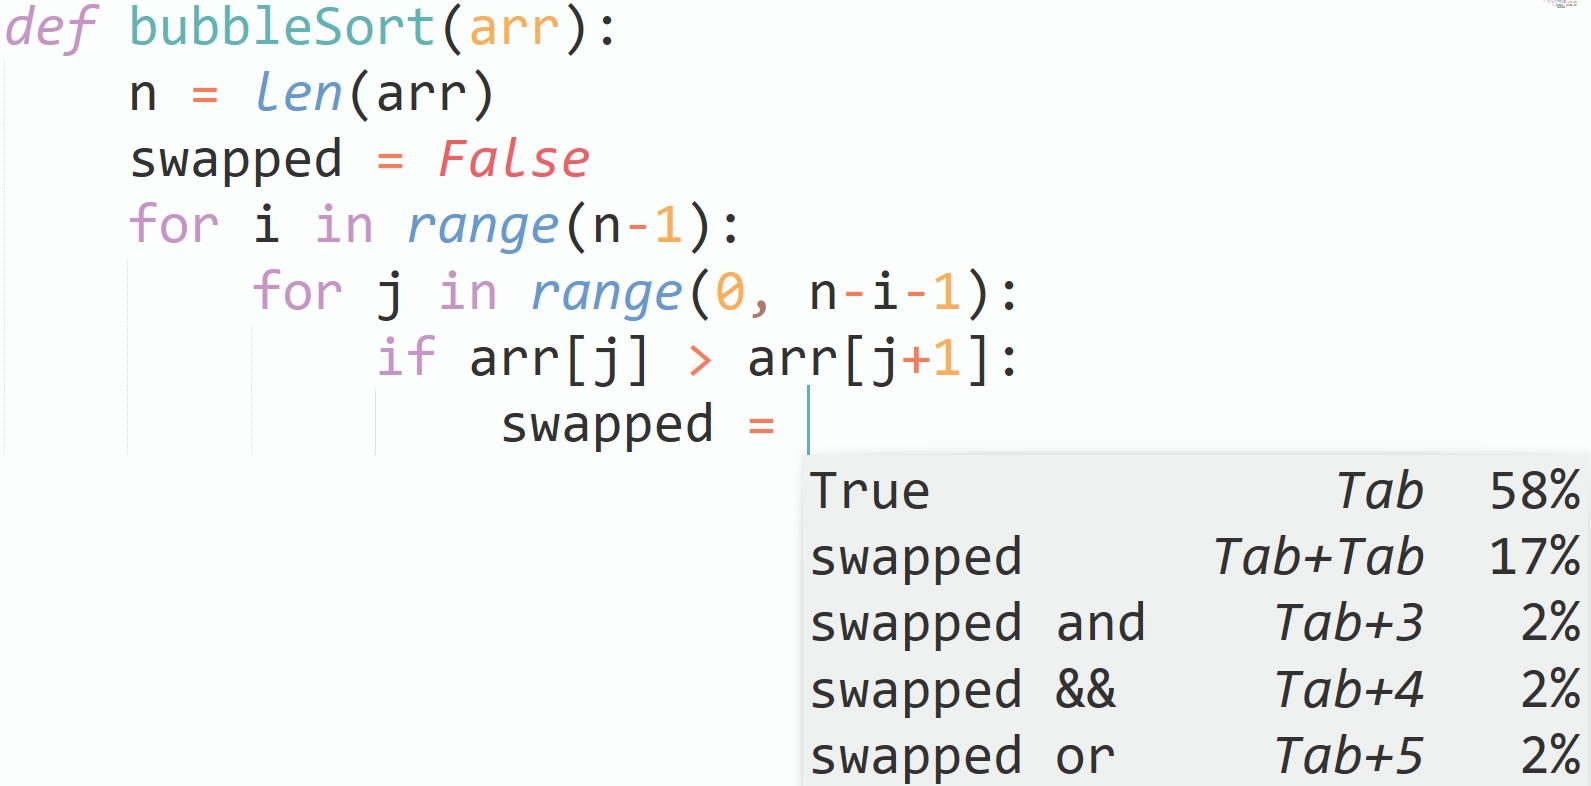 def bubbleSort(arr):
n = len(arr)
swapped = False
for i in range(n-1):
for j in range(0, n-i-1):
if arr[j] > arr[j+1]:
swapped =
True Tab 58%
swapped Tab+Tab 17%
swapped and Tab+3 2%
swapped && Tab+4 2%
swapped or Tab+5 2%